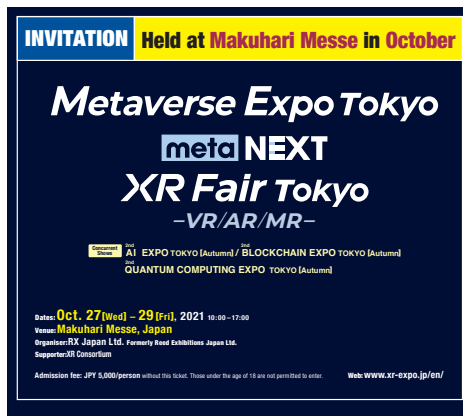 INVITATION Held at Makuhari Messe in October
Metaverse Expo Tokyo
meta NEXT
XR Fair Tokyo
–VR/AR/MR–
Concurrent Shows 2nd AI EXPO TOKYO [Autumn] / 2nd BLOCKCHAIN EXPO TOKYO [Autumn]
2nd QUANTUM COMPUTING EXPO TOKYO [Autumn]
Dates: Oct. 27[Wed] – 29[Fri], 2021 10:00–17:00
Venue: Makuhari Messe, Japan
Organiser: RX Japan Ltd. Formerly Reed Exhibitions Japan Ltd.
Supporter: XR Consortium
Admission fee: JPY 5,000/person without this ticket. Those under the age of 18 are not permitted to enter. Web: www.xr-expo.jp/en/